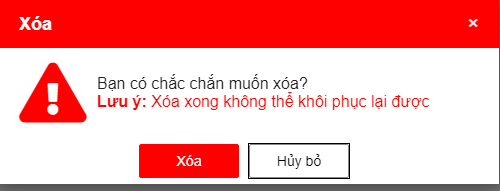 Xóa
×
Bạn có chắc chắn muốn xóa?
Lưu ý: Xóa xong không thể khôi phục lại được
Xóa
Hủy bỏ